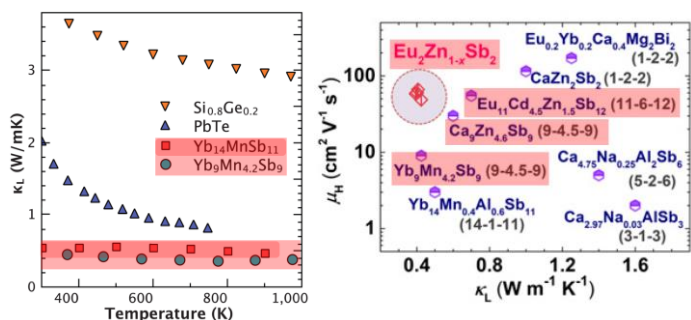 κL (W/mK)
3
2
1
0
Si0.8Ge0.2
PbTe
Yb14MnSb11
Yb9Mn4.2Sb9
400
600
800
1,000
Temperature (K)
μH (cm2 V-1 s-1)
100
10
1
Eu2Zn1-xSb2
Eu0.2Yb0.2Ca0.4Mg2Bi2
(1-2-2)
CaZn2Sb2 (1-2-2)
Eu11Cd4.5Zn1.5Sb12 (11-6-12)
Ca9Zn4.6Sb9 (9-4.5-9)
Yb9Mn4.2Sb9 (9-4.5-9)
Ca4.75Na0.25Al2Sb6
(5-2-6)
Yb14Mn0.4Al0.6Sb11
(14-1-11)
Ca2.97Na0.03AlSb3
(3-1-3)
0.4
0.8
1.2
1.6
κL (W m-1 K-1)